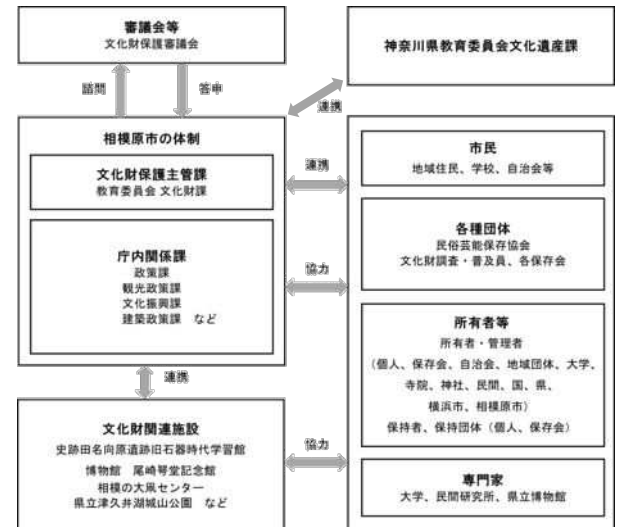 審議会等
文化財保護審議会
神奈川県教育委員会文化遺産課
諮問
答申
連携
相模原市の体制
文化財保護主管課
教育委員会 文化財課
庁内関係課
政策課
観光政策課
文化振興課
建築政策課 など
連携
協力
市民
地域住民、学校、自治会等
各種団体
民俗芸能保存協会
文化財調査・普及員、各保存会
所有者等
所有者・管理者
(個人、保存会、自治会、地域団体、大学、
寺院、神社、民間、国、県、
横浜市、相模原市)
保持者、保持団体(個人、保存会)
連携
文化財関連施設
史跡田名向原遺跡旧石器時代学習館
博物館 尾崎咢堂記念館
相模の大凧センター
県立津久井湖城山公園 など
協力
専門家
大学、民間研究所、県立博物館